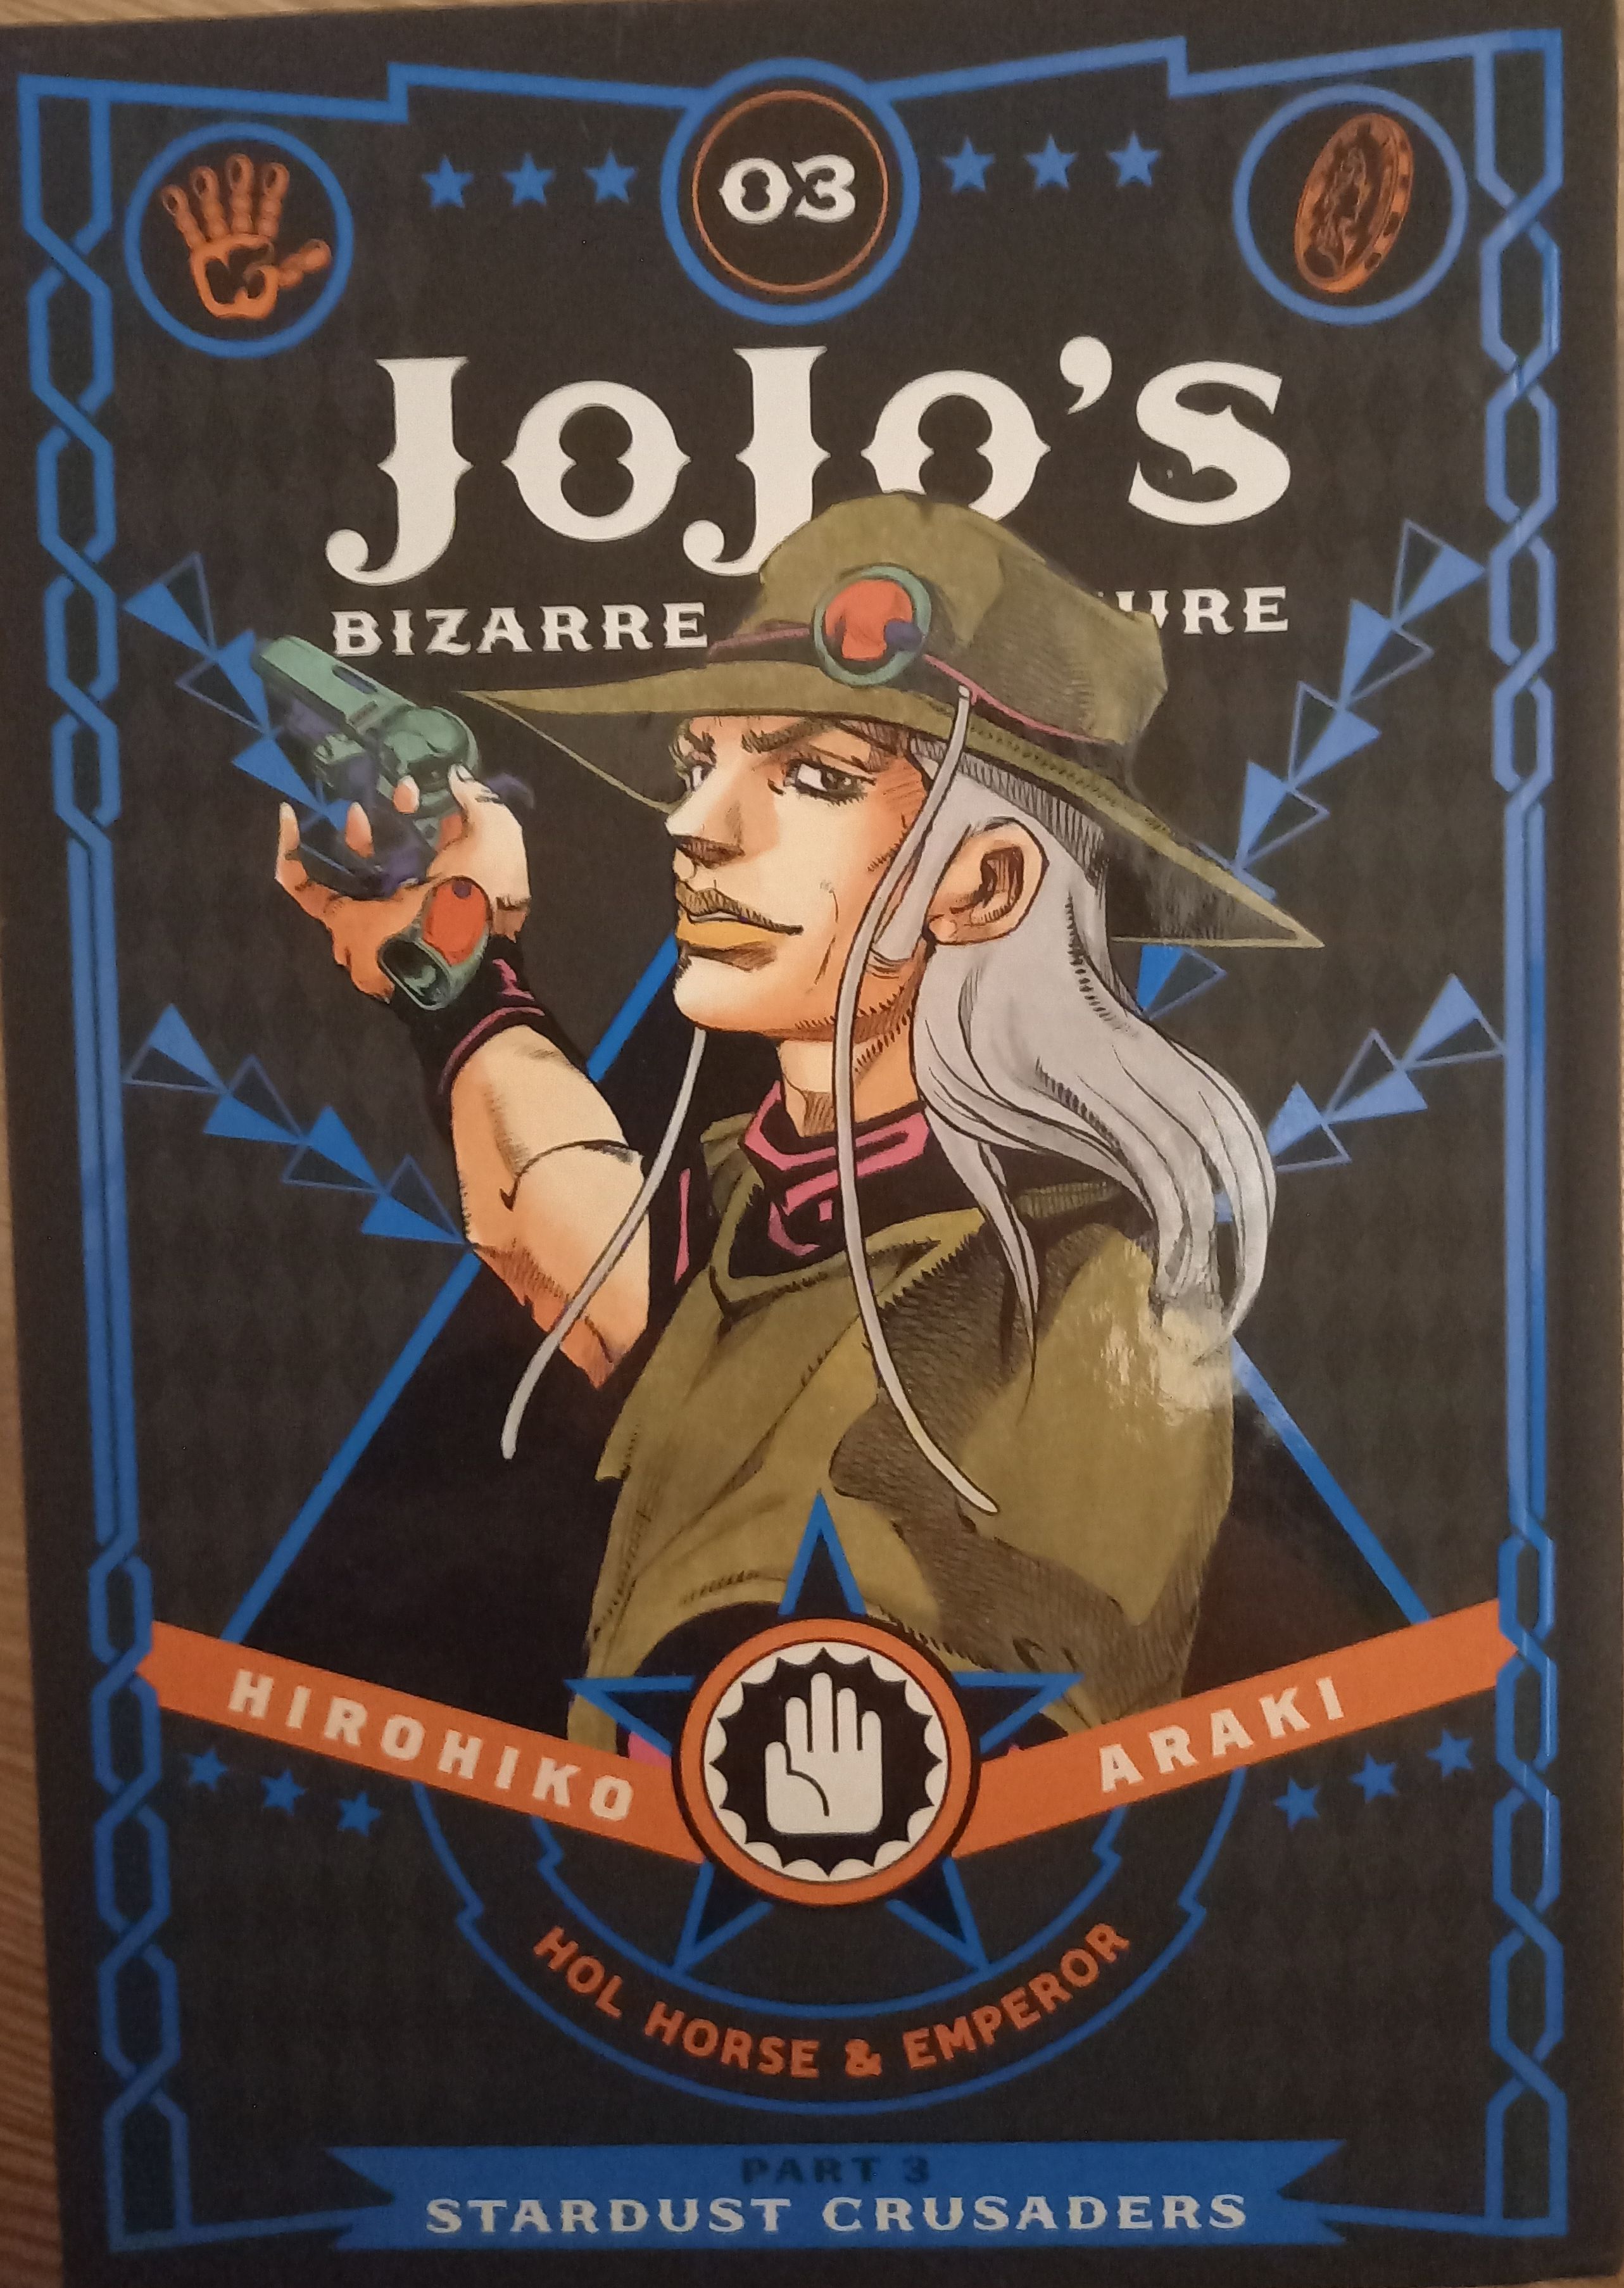 03
JOJO'S
BIZARRE URE
HIROHIKO ARAKI
HOL HORSE & EMPEROR
PART 3
STARDUST CRUSADERS